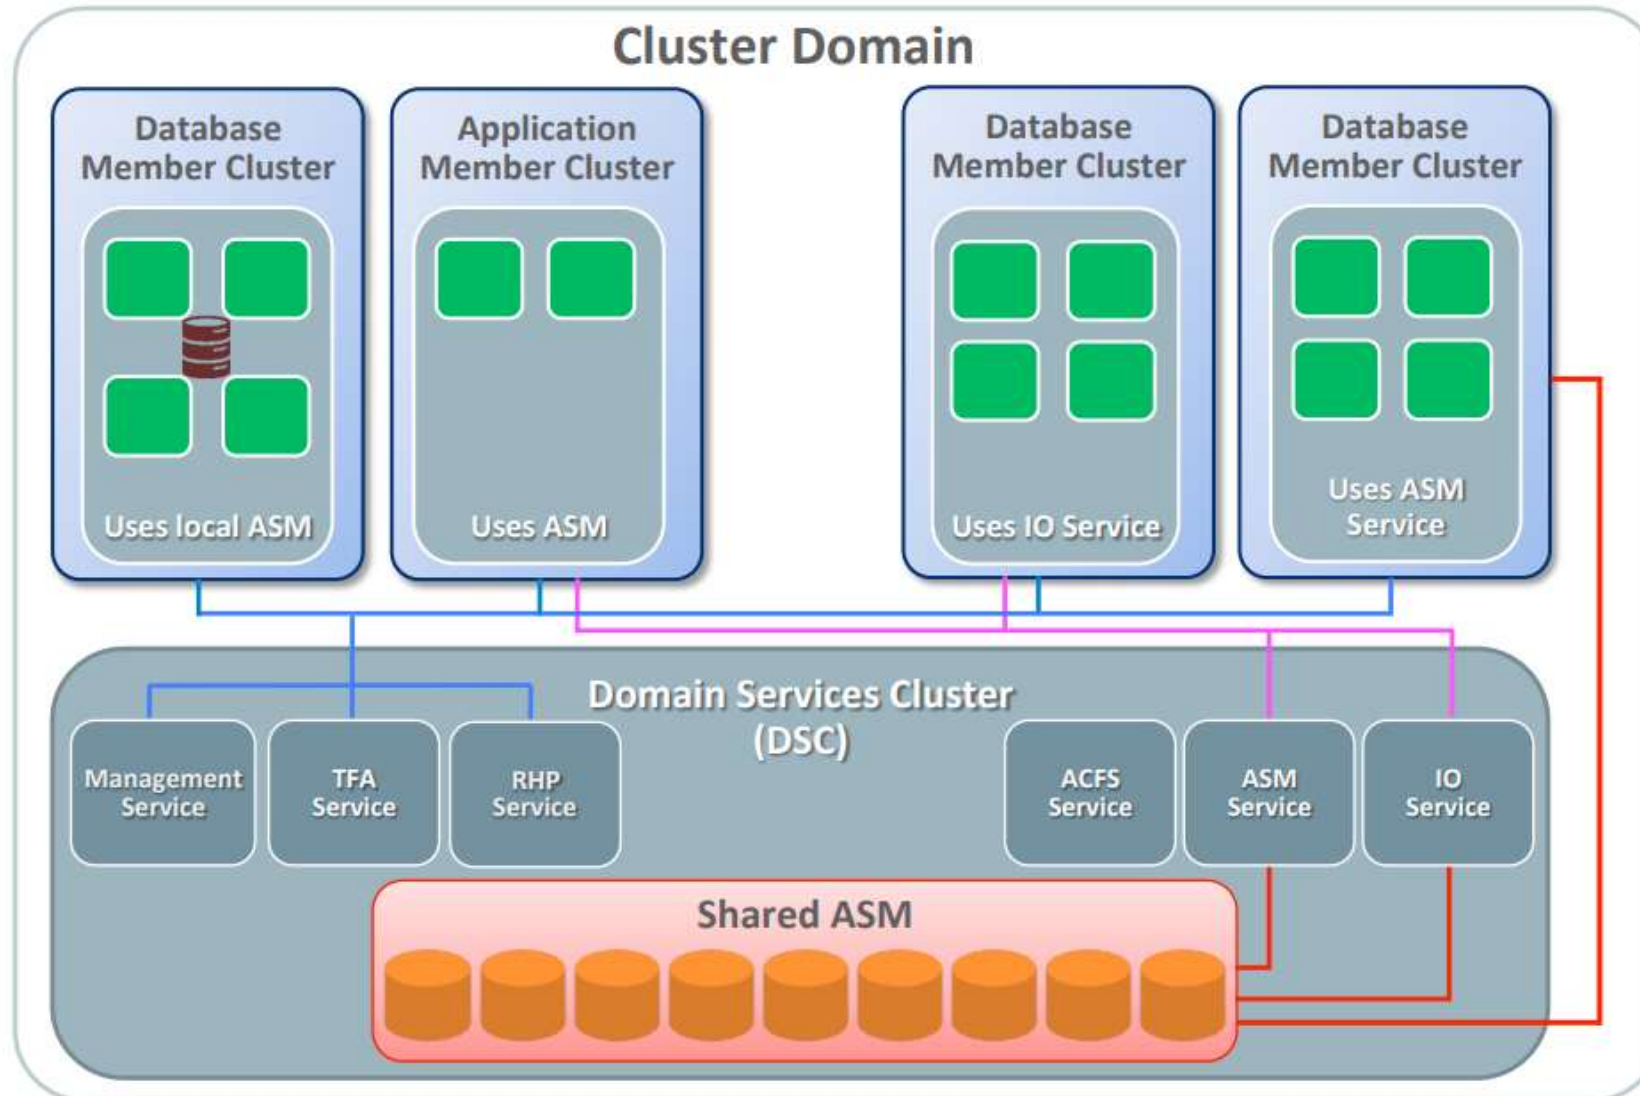 Cluster Domain
Database
Member Cluster
Uses local ASM
Application
Member Cluster
Uses ASM
Database
Member Cluster
Uses IO Service
Database
Member Cluster
Uses ASM
Service
Domain Services Cluster
(DSC)
Management
Service
TFA
Service
RHP
Service
ACFS
Service
ASM
Service
IO
Service
Shared ASM